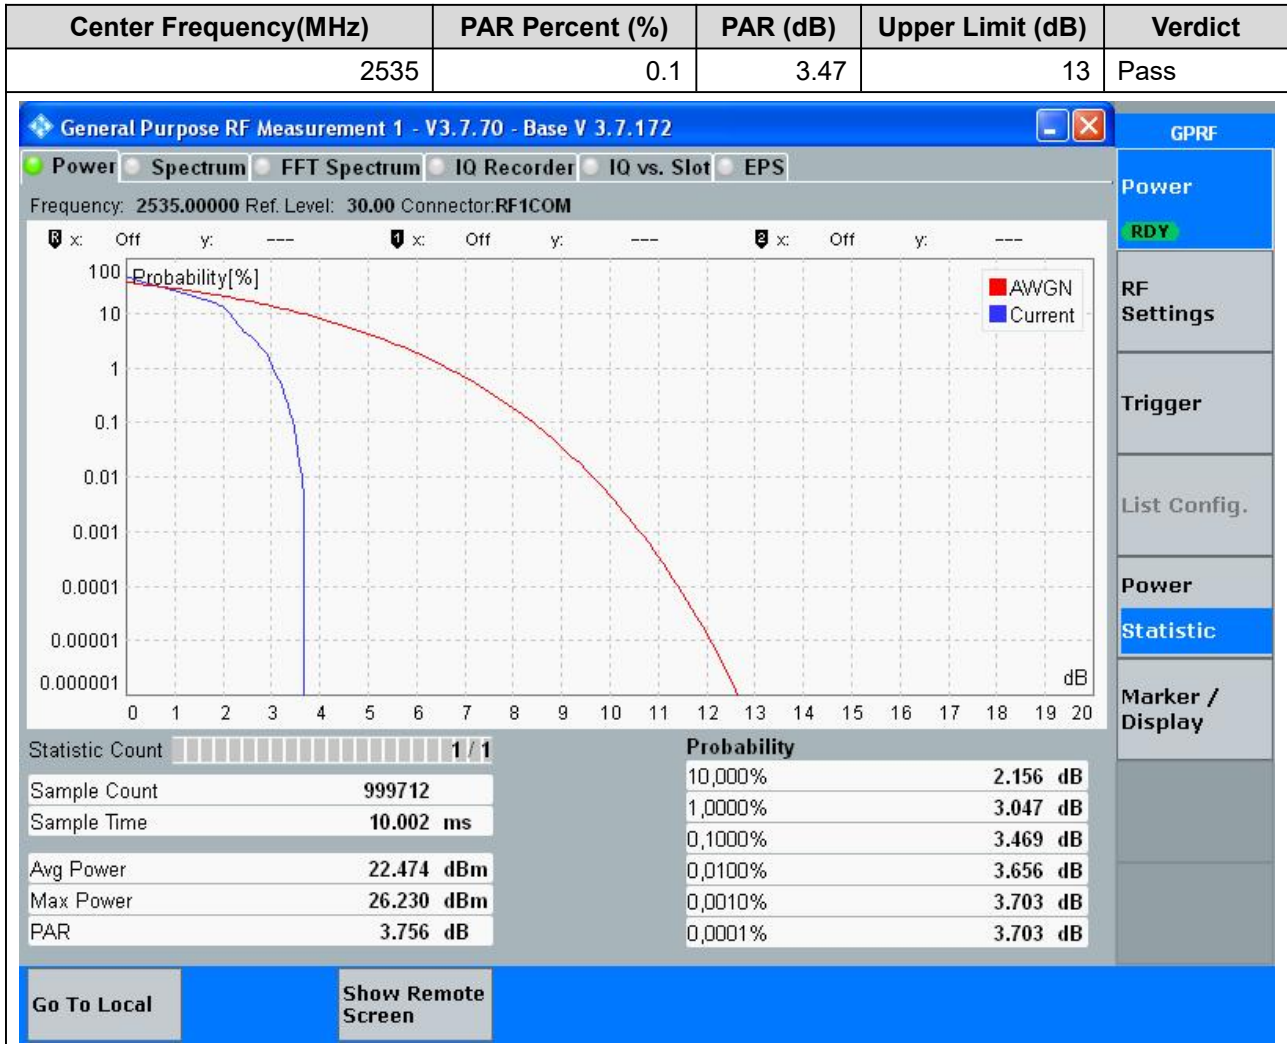 Center Frequency(MHz) PAR Percent (%) PAR (dB) Upper Limit (dB) Verdict
2535 0.1 3.47 13 Pass
General Purpose RF Measurement 1 - V3.7.70 - Base V 3.7.172
GPRF
Power Spectrum FFT Spectrum IQ Recorder IQ vs. Slot EPS
Frequency: 2535.00000 Ref. Level: 30.00 Connector:RF1COM
R x: Off y: --- 1 x: Off y: --- 2 x: Off y: ---
Probability[%]
AWGN
Current
100
10
1
0.1
0.01
0.001
0.0001
0.00001
0.000001
dB
0 1 2 3 4 5 6 7 8 9 10 11 12 13 14 15 16 17 18 19 20
Statistic Count 1 / 1
Sample Count 999712
Sample Time 10.002 ms
Avg Power 22.474 dBm
Max Power 26.230 dBm
PAR 3.756 dB
Probability
10,000% 2.156 dB
1,0000% 3.047 dB
0,1000% 3.469 dB
0,0100% 3.656 dB
0,0010% 3.703 dB
0,0001% 3.703 dB
Power
RDY
RF
Settings
Trigger
List Config.
Power
Statistic
Marker /
Display
Go To Local
Show Remote
Screen